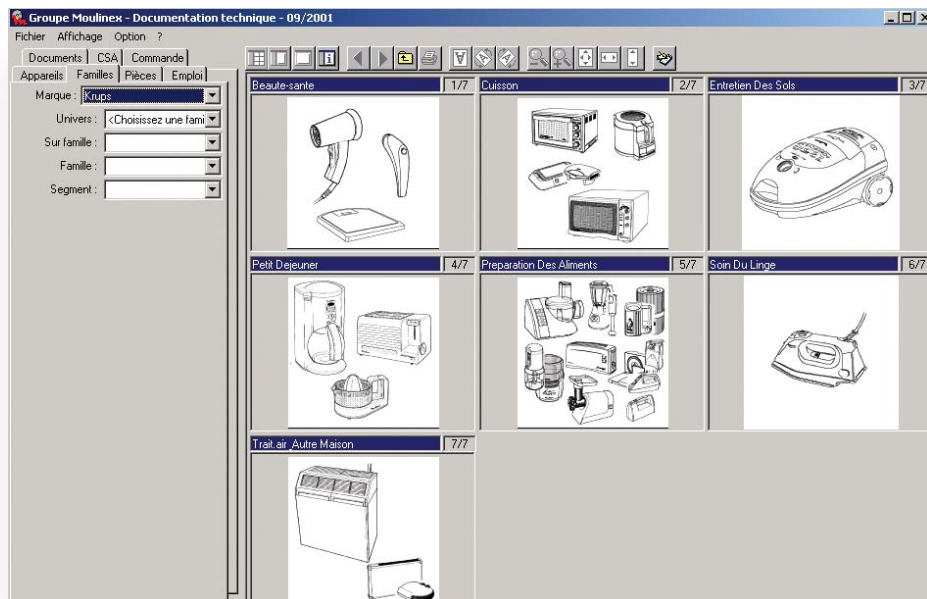 Groupe Moulinex - Documentation technique - 09/2001
Fichier Affichage Option ?
Documents CSA Commande
Appareils Familles Pièces Emploi
Marque : Krups
Univers : <Choisissez une fami
Sur famille :
Famille :
Segment :
Beaute-sante 1/7
Cuisson 2/7
Entretien Des Sols 3/7
Petit Dejeuner 4/7
Preparation Des Aliments 5/7
Soin Du Linge 6/7
Trait.air_Autre Maison 7/7